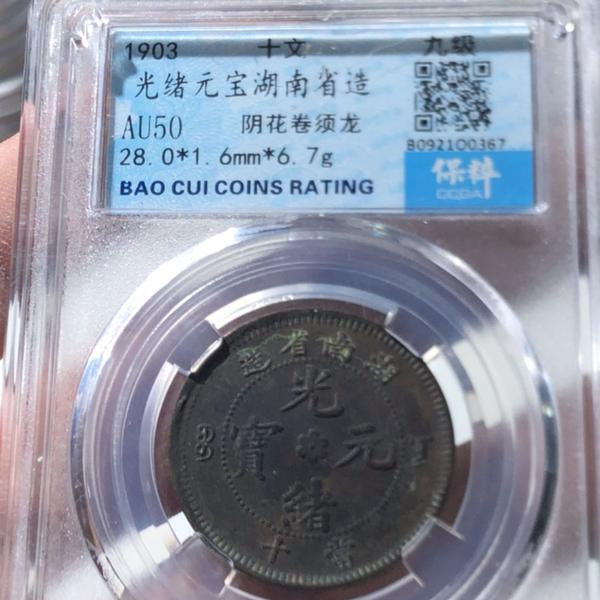 1903 十文 九级
光绪元宝湖南省造
AU50 阴花卷须龙
B092100367
28.0*1.6mm*6.7g
保粹
CCGA
BAO CUI COINS RATING
造省南湖
光
寶 元
緒
十當